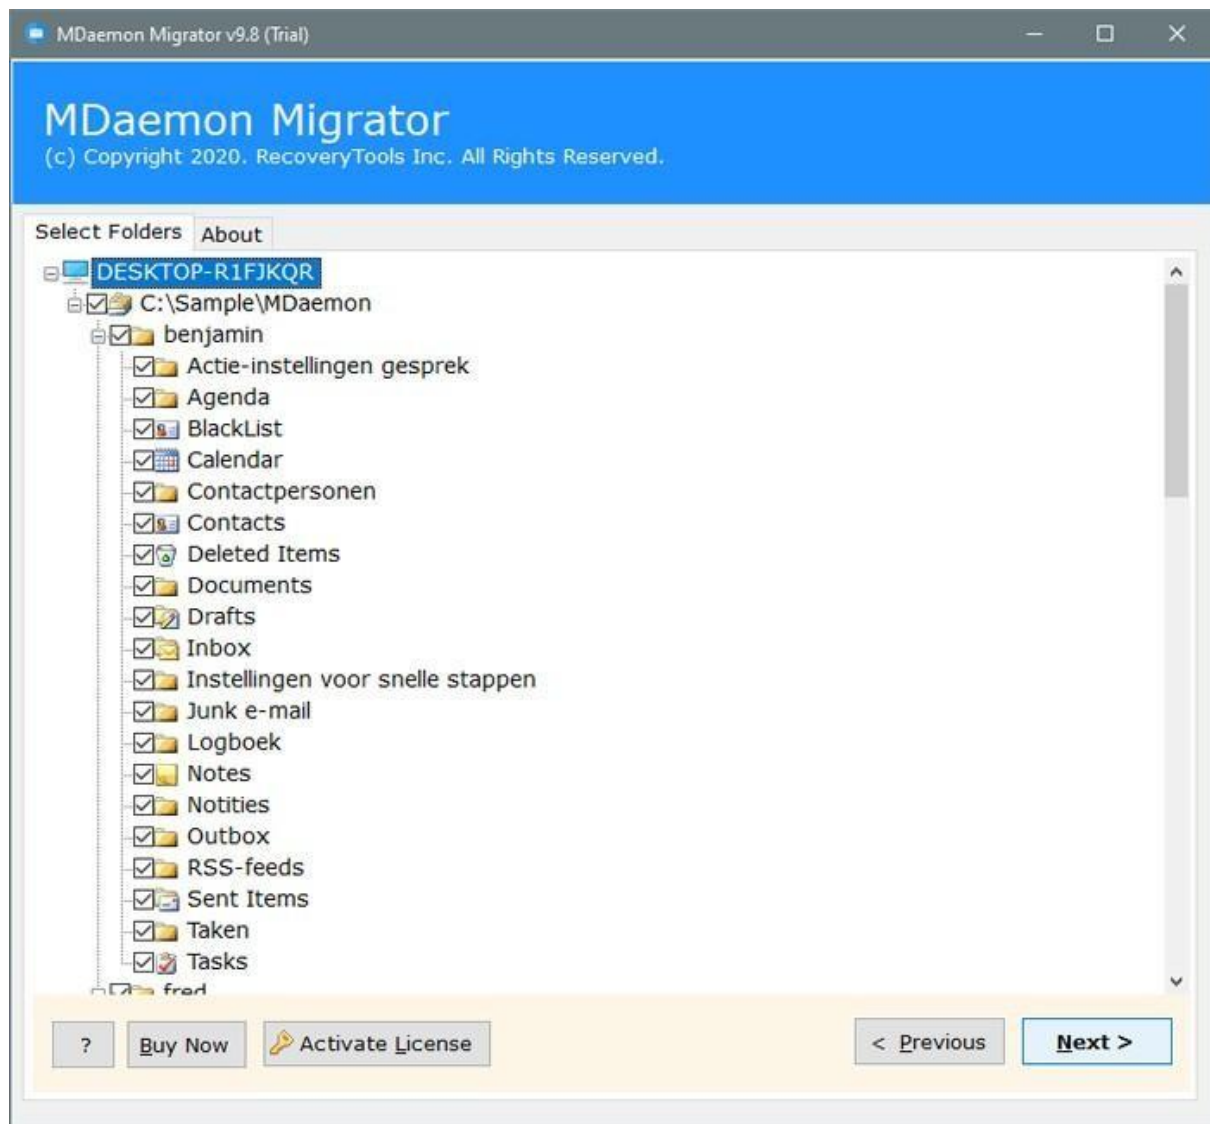 MDaemon Migrator v9.8 (Trial)
MDaemon Migrator
(c) Copyright 2020. RecoveryTools Inc. All Rights Reserved.
Select Folders About
DESKTOP-R1FJKQR
C:\Sample\MDaemon
benjamin
Actie-instellingen gesprek
Agenda
BlackList
Calendar
Contactpersonen
Contacts
Deleted Items
Documents
Drafts
Inbox
Instellingen voor snelle stappen
Junk e-mail
Logboek
Notes
Notities
Outbox
RSS-feeds
Sent Items
Taken
Tasks
fred
? Buy Now Activate License < Previous Next >